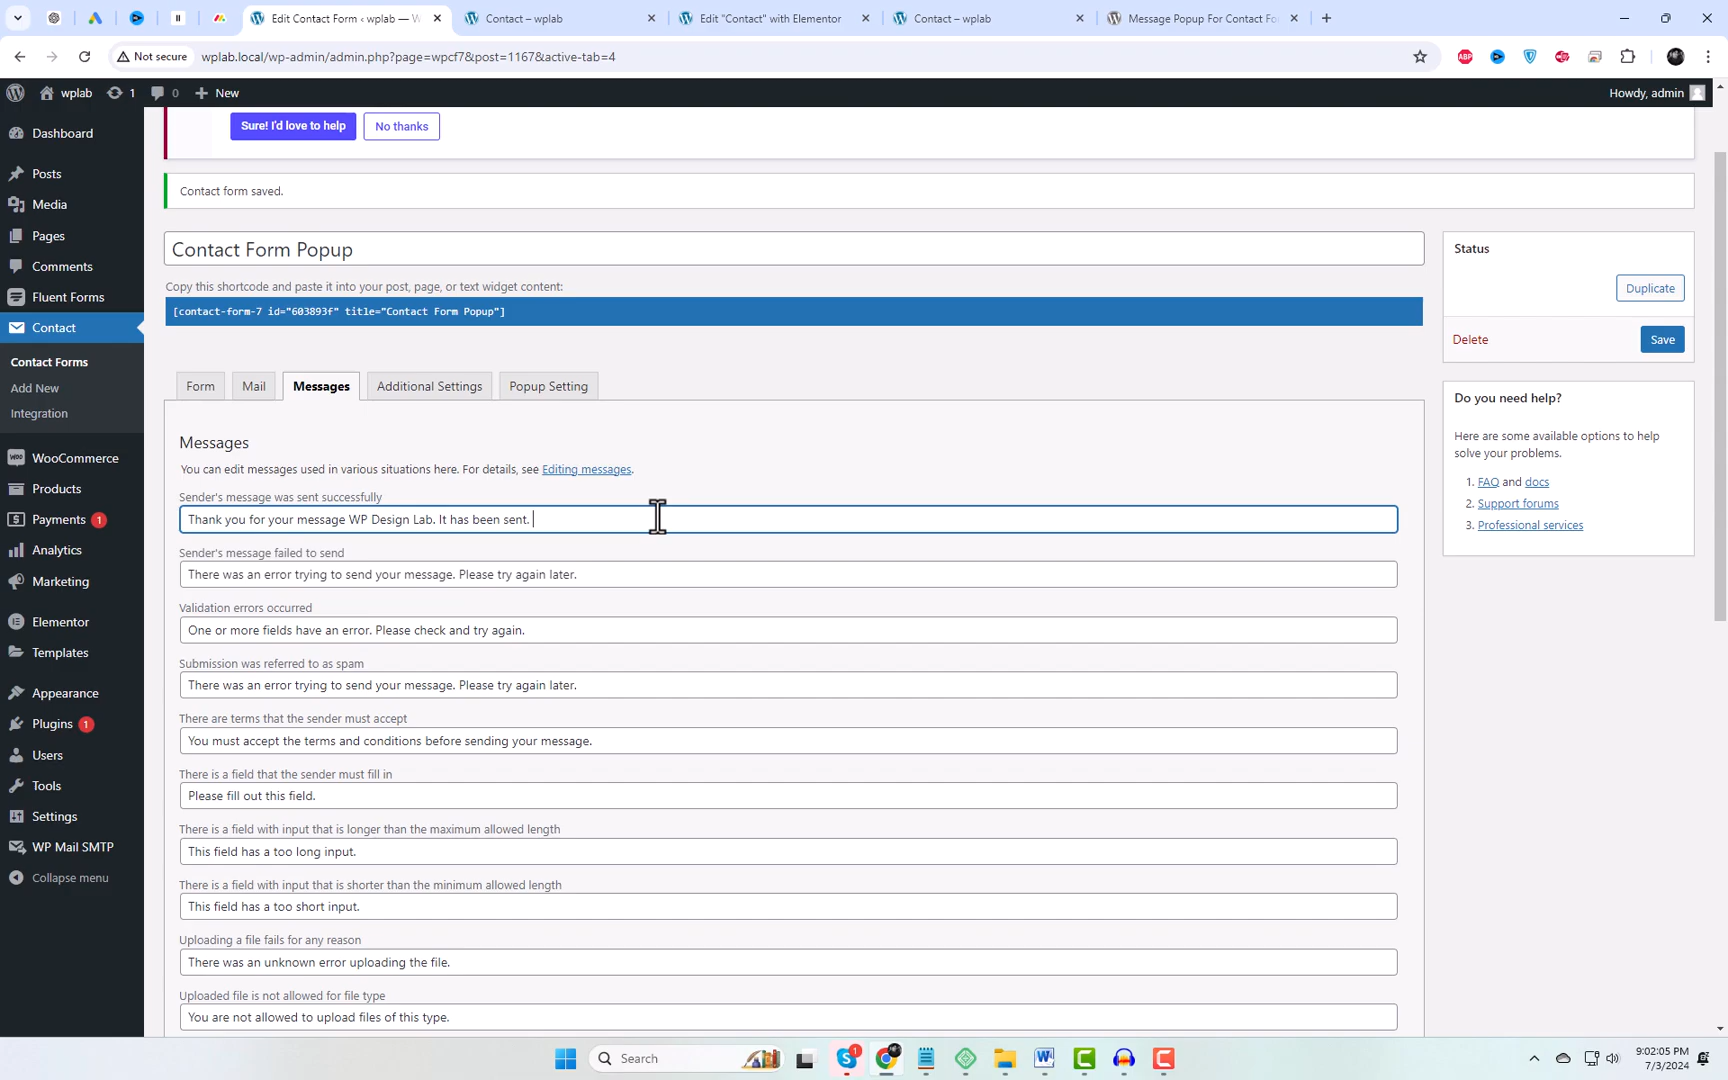 Edit Contact Form ‹ wplab — W
Contact – wplab
Edit "Contact" with Elementor
Contact – wplab
Message Popup For Contact Fo
Not secure
wplab.local/wp-admin/admin.php?page=wpcf7&post=1167&active-tab=4
ABP
wplab
1
0
New
Howdy, admin
Dashboard
Posts
Media
Pages
Comments
Fluent Forms
Contact
Contact Forms
Add New
Integration
WooCommerce
Products
Payments 1
Analytics
Marketing
Elementor
Templates
Appearance
Plugins 1
Users
Tools
Settings
WP Mail SMTP
Collapse menu
Sure! I'd love to help
No thanks
Contact form saved.
Contact Form Popup
Copy this shortcode and paste it into your post, page, or text widget content:
[contact-form-7 id="603893f" title="Contact Form Popup"]
Form
Mail
Messages
Additional Settings
Popup Setting
Messages
You can edit messages used in various situations here. For details, see Editing messages.
Sender's message was sent successfully
Thank you for your message WP Design Lab. It has been sent.
Sender's message failed to send
There was an error trying to send your message. Please try again later.
Validation errors occurred
One or more fields have an error. Please check and try again.
Submission was referred to as spam
There was an error trying to send your message. Please try again later.
There are terms that the sender must accept
You must accept the terms and conditions before sending your message.
There is a field that the sender must fill in
Please fill out this field.
There is a field with input that is longer than the maximum allowed length
This field has a too long input.
There is a field with input that is shorter than the minimum allowed length
This field has a too short input.
Uploading a file fails for any reason
There was an unknown error uploading the file.
Uploaded file is not allowed for file type
You are not allowed to upload files of this type.
Status
Duplicate
Delete
Save
Do you need help?
Here are some available options to help
solve your problems.
1. FAQ and docs
2. Support forums
3. Professional services
Search
1
9:02:05 PM
7/3/2024